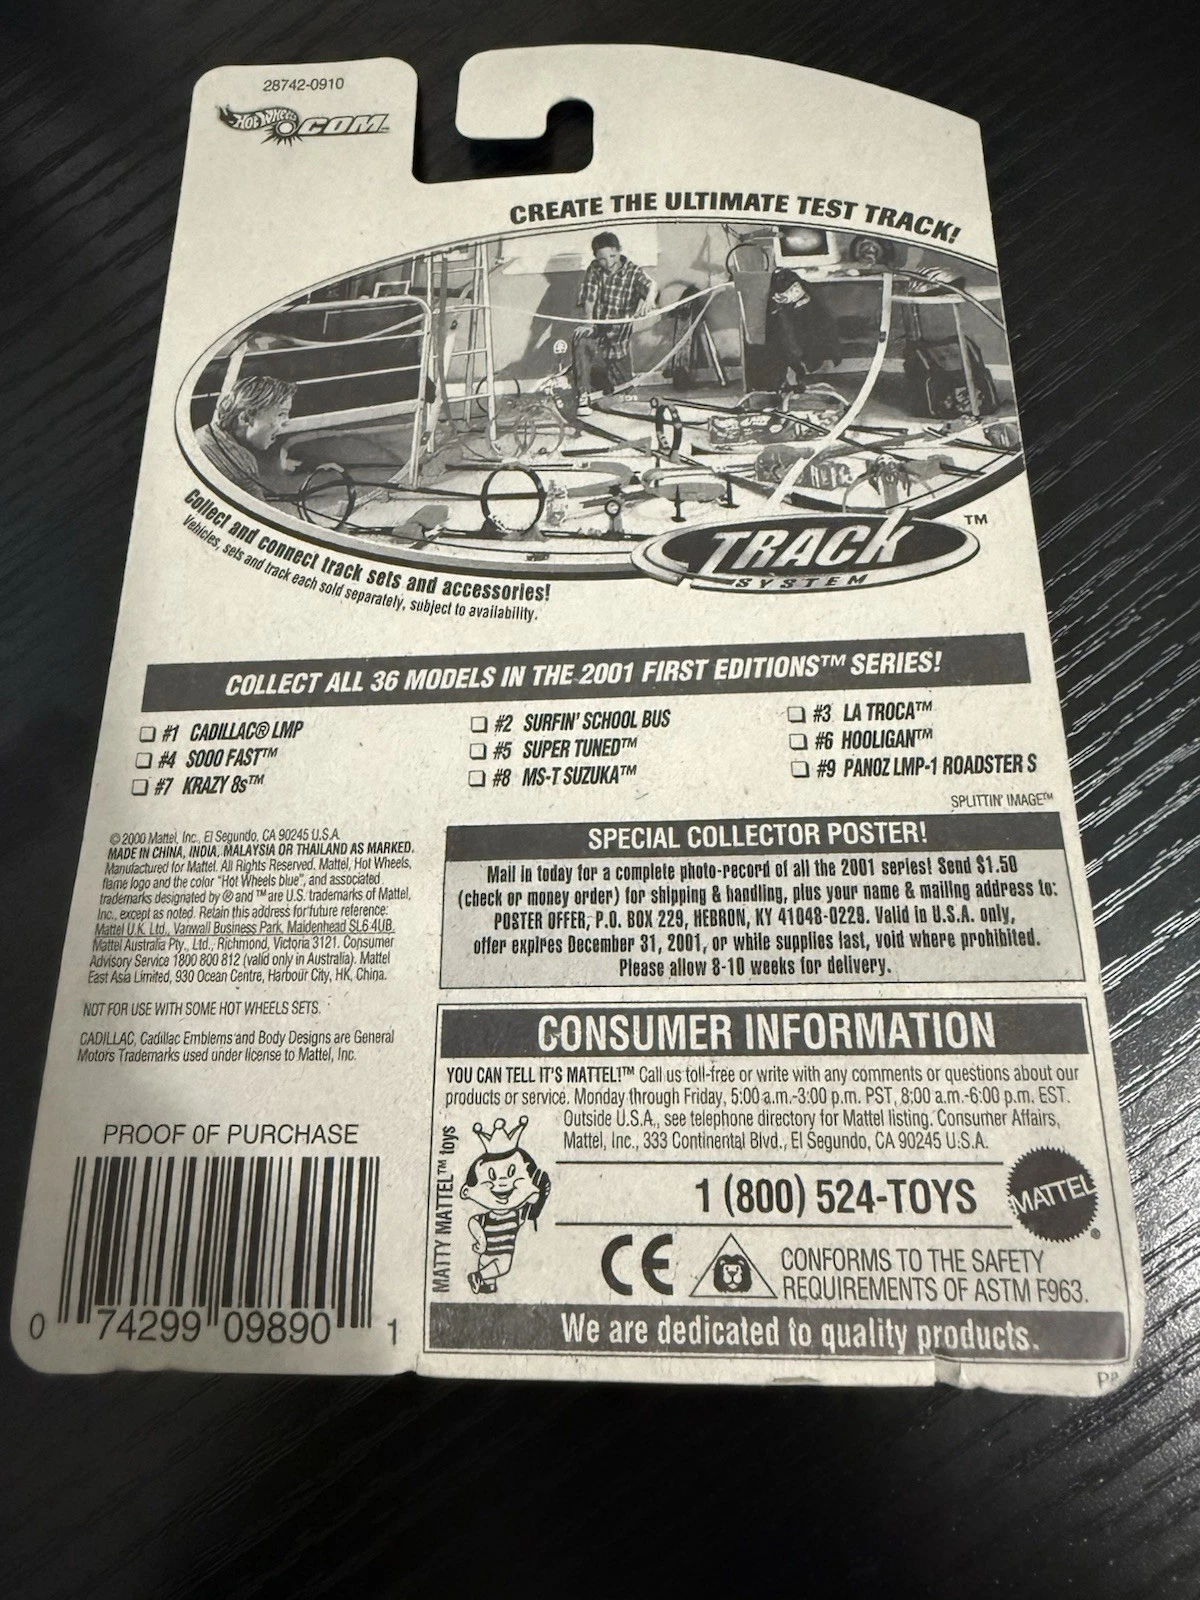 28742-0910
HOT WHEELS.COM™
CREATE THE ULTIMATE TEST TRACK!
Collect and connect track sets and accessories!
Vehicles, sets and track each sold separately, subject to availability.
TRACK™
SYSTEM
COLLECT ALL 36 MODELS IN THE 2001 FIRST EDITIONS™ SERIES!
#1 CADILLAC® LMP
#2 SURFIN' SCHOOL BUS
#3 LA TROCA™
#4 SOOO FAST™
#5 SUPER TUNED™
#6 HOOLIGAN™
#7 KRAZY 8s™
#8 MS-T SUZUKA™
#9 PANOZ LMP-1 ROADSTER S
SPLITTIN' IMAGE™
© 2000 Mattel, Inc., El Segundo, CA 90245 U.S.A.
MADE IN CHINA, INDIA, MALAYSIA OR THAILAND AS MARKED.
Manufactured for Mattel. All Rights Reserved. Mattel, Hot Wheels,
flame logo and the color "Hot Wheels blue", and associated
trademarks designated by ® and ™ are U.S. trademarks of Mattel,
Inc., except as noted. Retain this address for future reference:
Mattel U.K. Ltd., Vanwall Business Park, Maidenhead SL6 4UB.
Mattel Australia Pty., Ltd., Richmond, Victoria 3121. Consumer
Advisory Service 1800 800 812 (valid only in Australia). Mattel
East Asia Limited, 930 Ocean Centre, Harbour City, HK, China.
NOT FOR USE WITH SOME HOT WHEELS SETS.
CADILLAC, Cadillac Emblems and Body Designs are General
Motors Trademarks used under license to Mattel, Inc.
PROOF OF PURCHASE
0 74299 09890 1
SPECIAL COLLECTOR POSTER!
Mail in today for a complete photo-record of all the 2001 series! Send $1.50
(check or money order) for shipping & handling, plus your name & mailing address to:
POSTER OFFER, P.O. BOX 229, HEBRON, KY 41048-0229. Valid in U.S.A. only,
offer expires December 31, 2001, or while supplies last, void where prohibited.
Please allow 8-10 weeks for delivery.
CONSUMER INFORMATION
YOU CAN TELL IT'S MATTEL!™ Call us toll-free or write with any comments or questions about our
products or service. Monday through Friday, 5:00 a.m.-3:00 p.m. PST, 8:00 a.m.-6:00 p.m. EST.
Outside U.S.A., see telephone directory for Mattel listing. Consumer Affairs,
Mattel, Inc., 333 Continental Blvd., El Segundo, CA 90245 U.S.A.
MATTY MATTEL™ toys
1 (800) 524-TOYS
MATTEL®
CE
CONFORMS TO THE SAFETY
REQUIREMENTS OF ASTM F963.
We are dedicated to quality products.